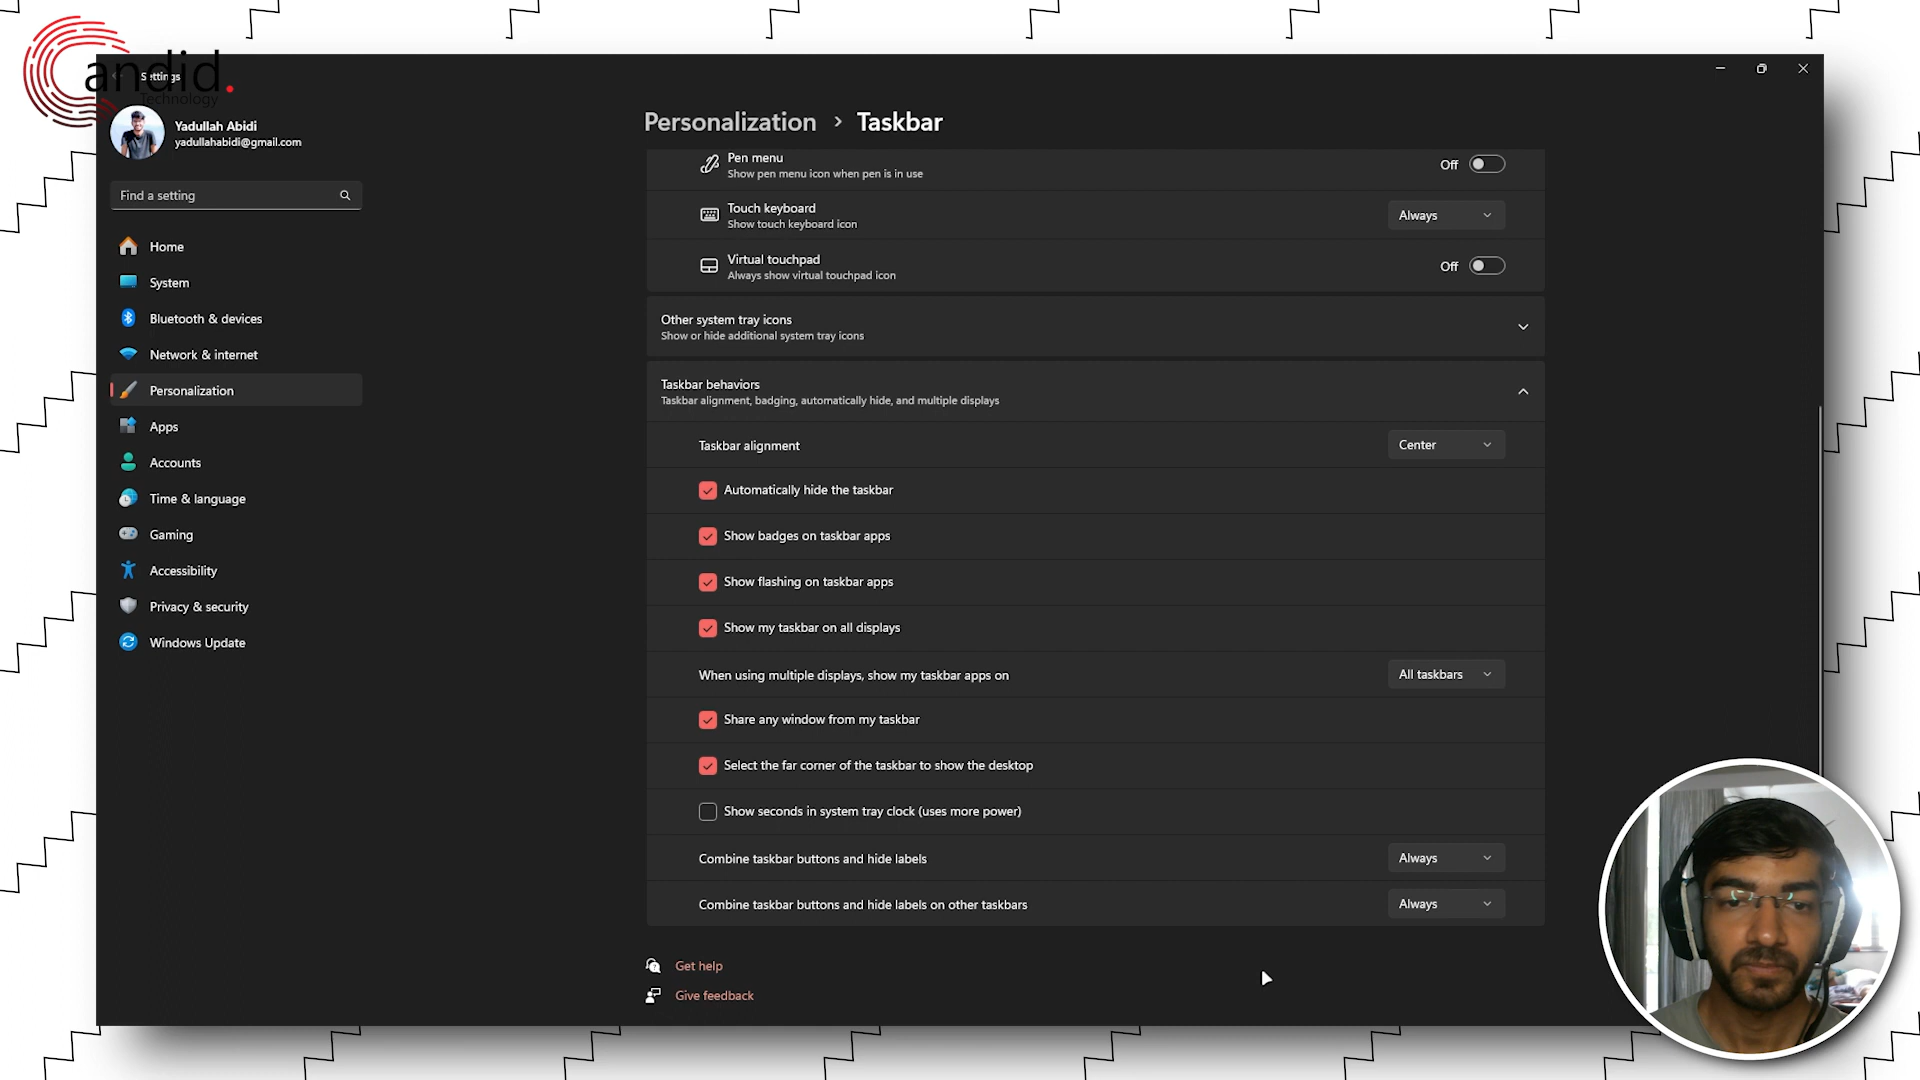 andid.
Technology
Settings
Yadullah Abidi
yadullahabidi@gmail.com
Find a setting
Home
System
Bluetooth & devices
Network & internet
Personalization
Apps
Accounts
Time & language
Gaming
Accessibility
Privacy & security
Windows Update
Personalization > Taskbar
Pen menu
Show pen menu icon when pen is in use
Off
Touch keyboard
Show touch keyboard icon
Always
Virtual touchpad
Always show virtual touchpad icon
Off
Other system tray icons
Show or hide additional system tray icons
Taskbar behaviors
Taskbar alignment, badging, automatically hide, and multiple displays
Taskbar alignment
Center
Automatically hide the taskbar
Show badges on taskbar apps
Show flashing on taskbar apps
Show my taskbar on all displays
When using multiple displays, show my taskbar apps on
All taskbars
Share any window from my taskbar
Select the far corner of the taskbar to show the desktop
Show seconds in system tray clock (uses more power)
Combine taskbar buttons and hide labels
Always
Combine taskbar buttons and hide labels on other taskbars
Always
Get help
Give feedback